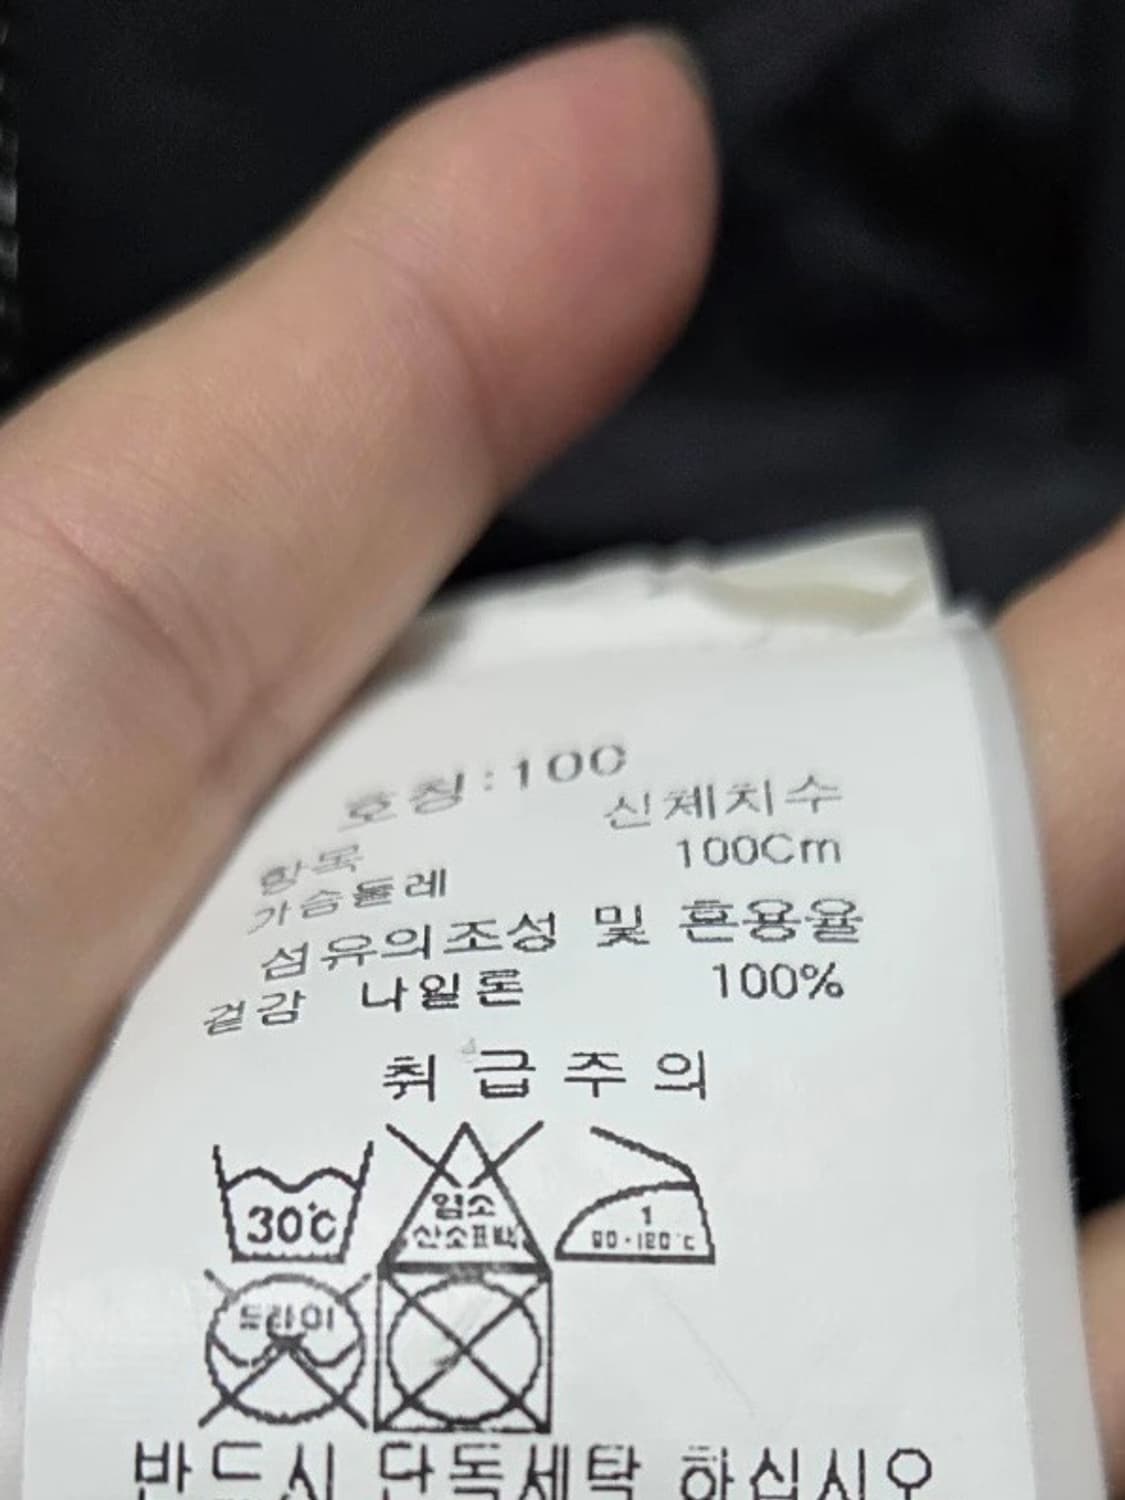 호칭:100
항목 신체치수
가슴둘레 100Cm
섬유의조성 및 혼용율
겉감 나일론 100%
취급주의
30℃
염소
산소표백
1
80-120℃
드라이
반드시 단독세탁 하십시오